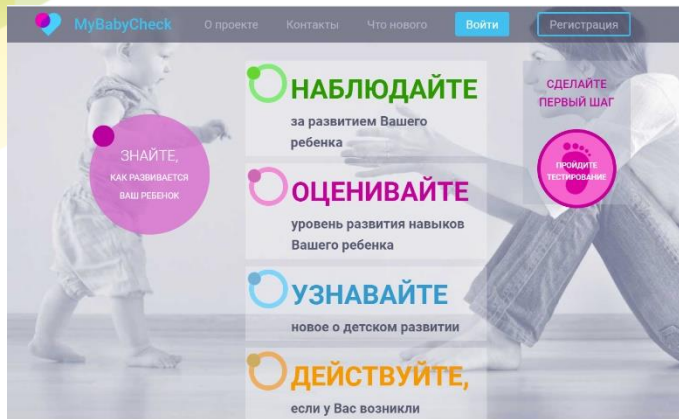 MyBabyCheck О проекте Контакты Что нового Войти Регистрация
ЗНАЙТЕ,
КАК РАЗВИВАЕТСЯ
ВАШ РЕБЕНОК
НАБЛЮДАЙТЕ
за развитием Вашего
ребенка
ОЦЕНИВАЙТЕ
уровень развития навыков
Вашего ребенка
УЗНАВАЙТЕ
новое о детском развитии
ДЕЙСТВУЙТЕ,
если у Вас возникли
СДЕЛАЙТЕ
ПЕРВЫЙ ШАГ
ПРОЙДИТЕ
ТЕСТИРОВАНИЕ